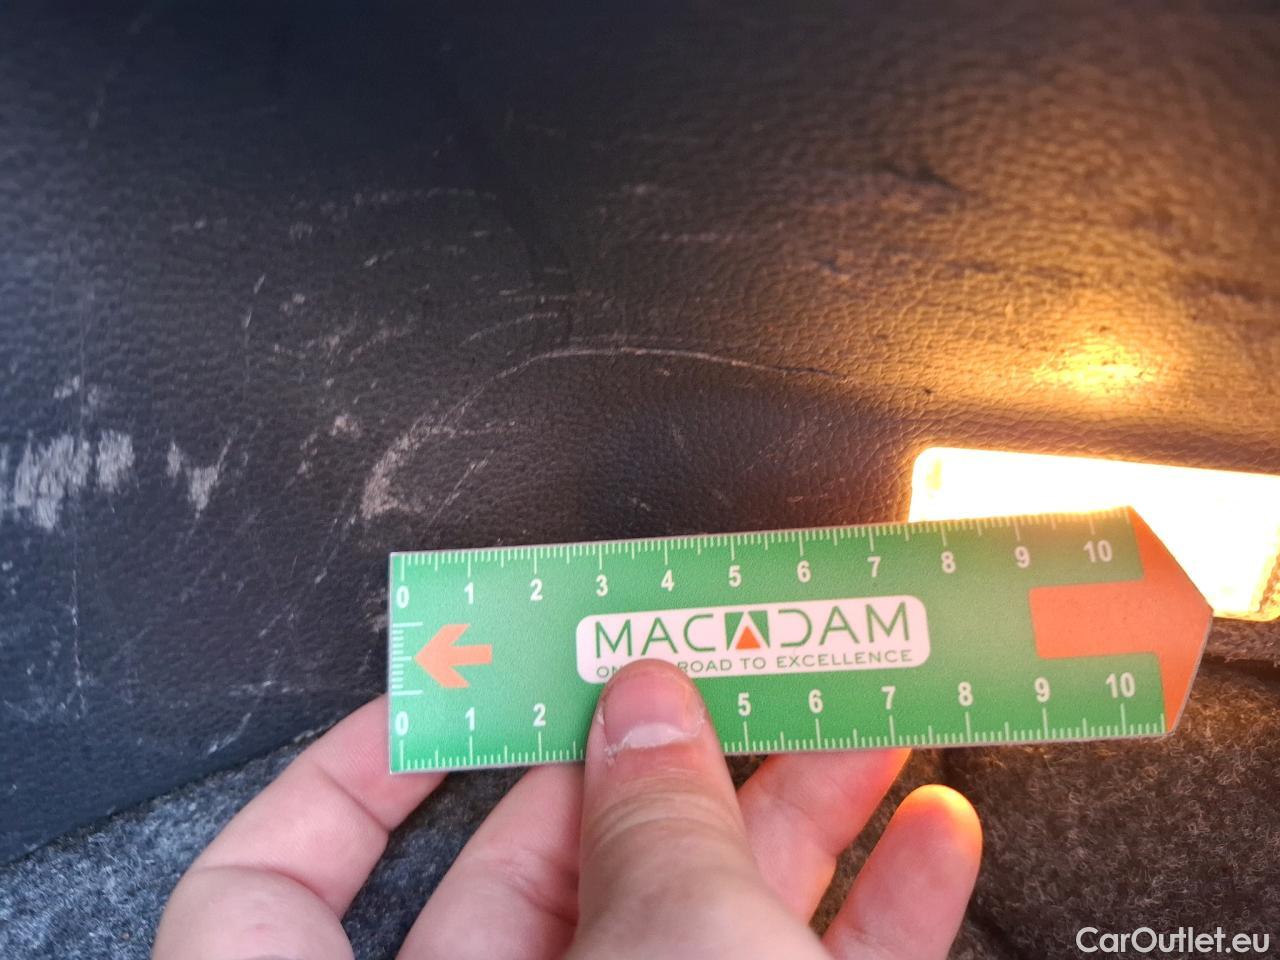 0 1 2 3 4 5 6 7 8 9 10
MACADAM
ON ROAD TO EXCELLENCE
0 1 2 5 6 7 8 9 10
CarOutlet.eu